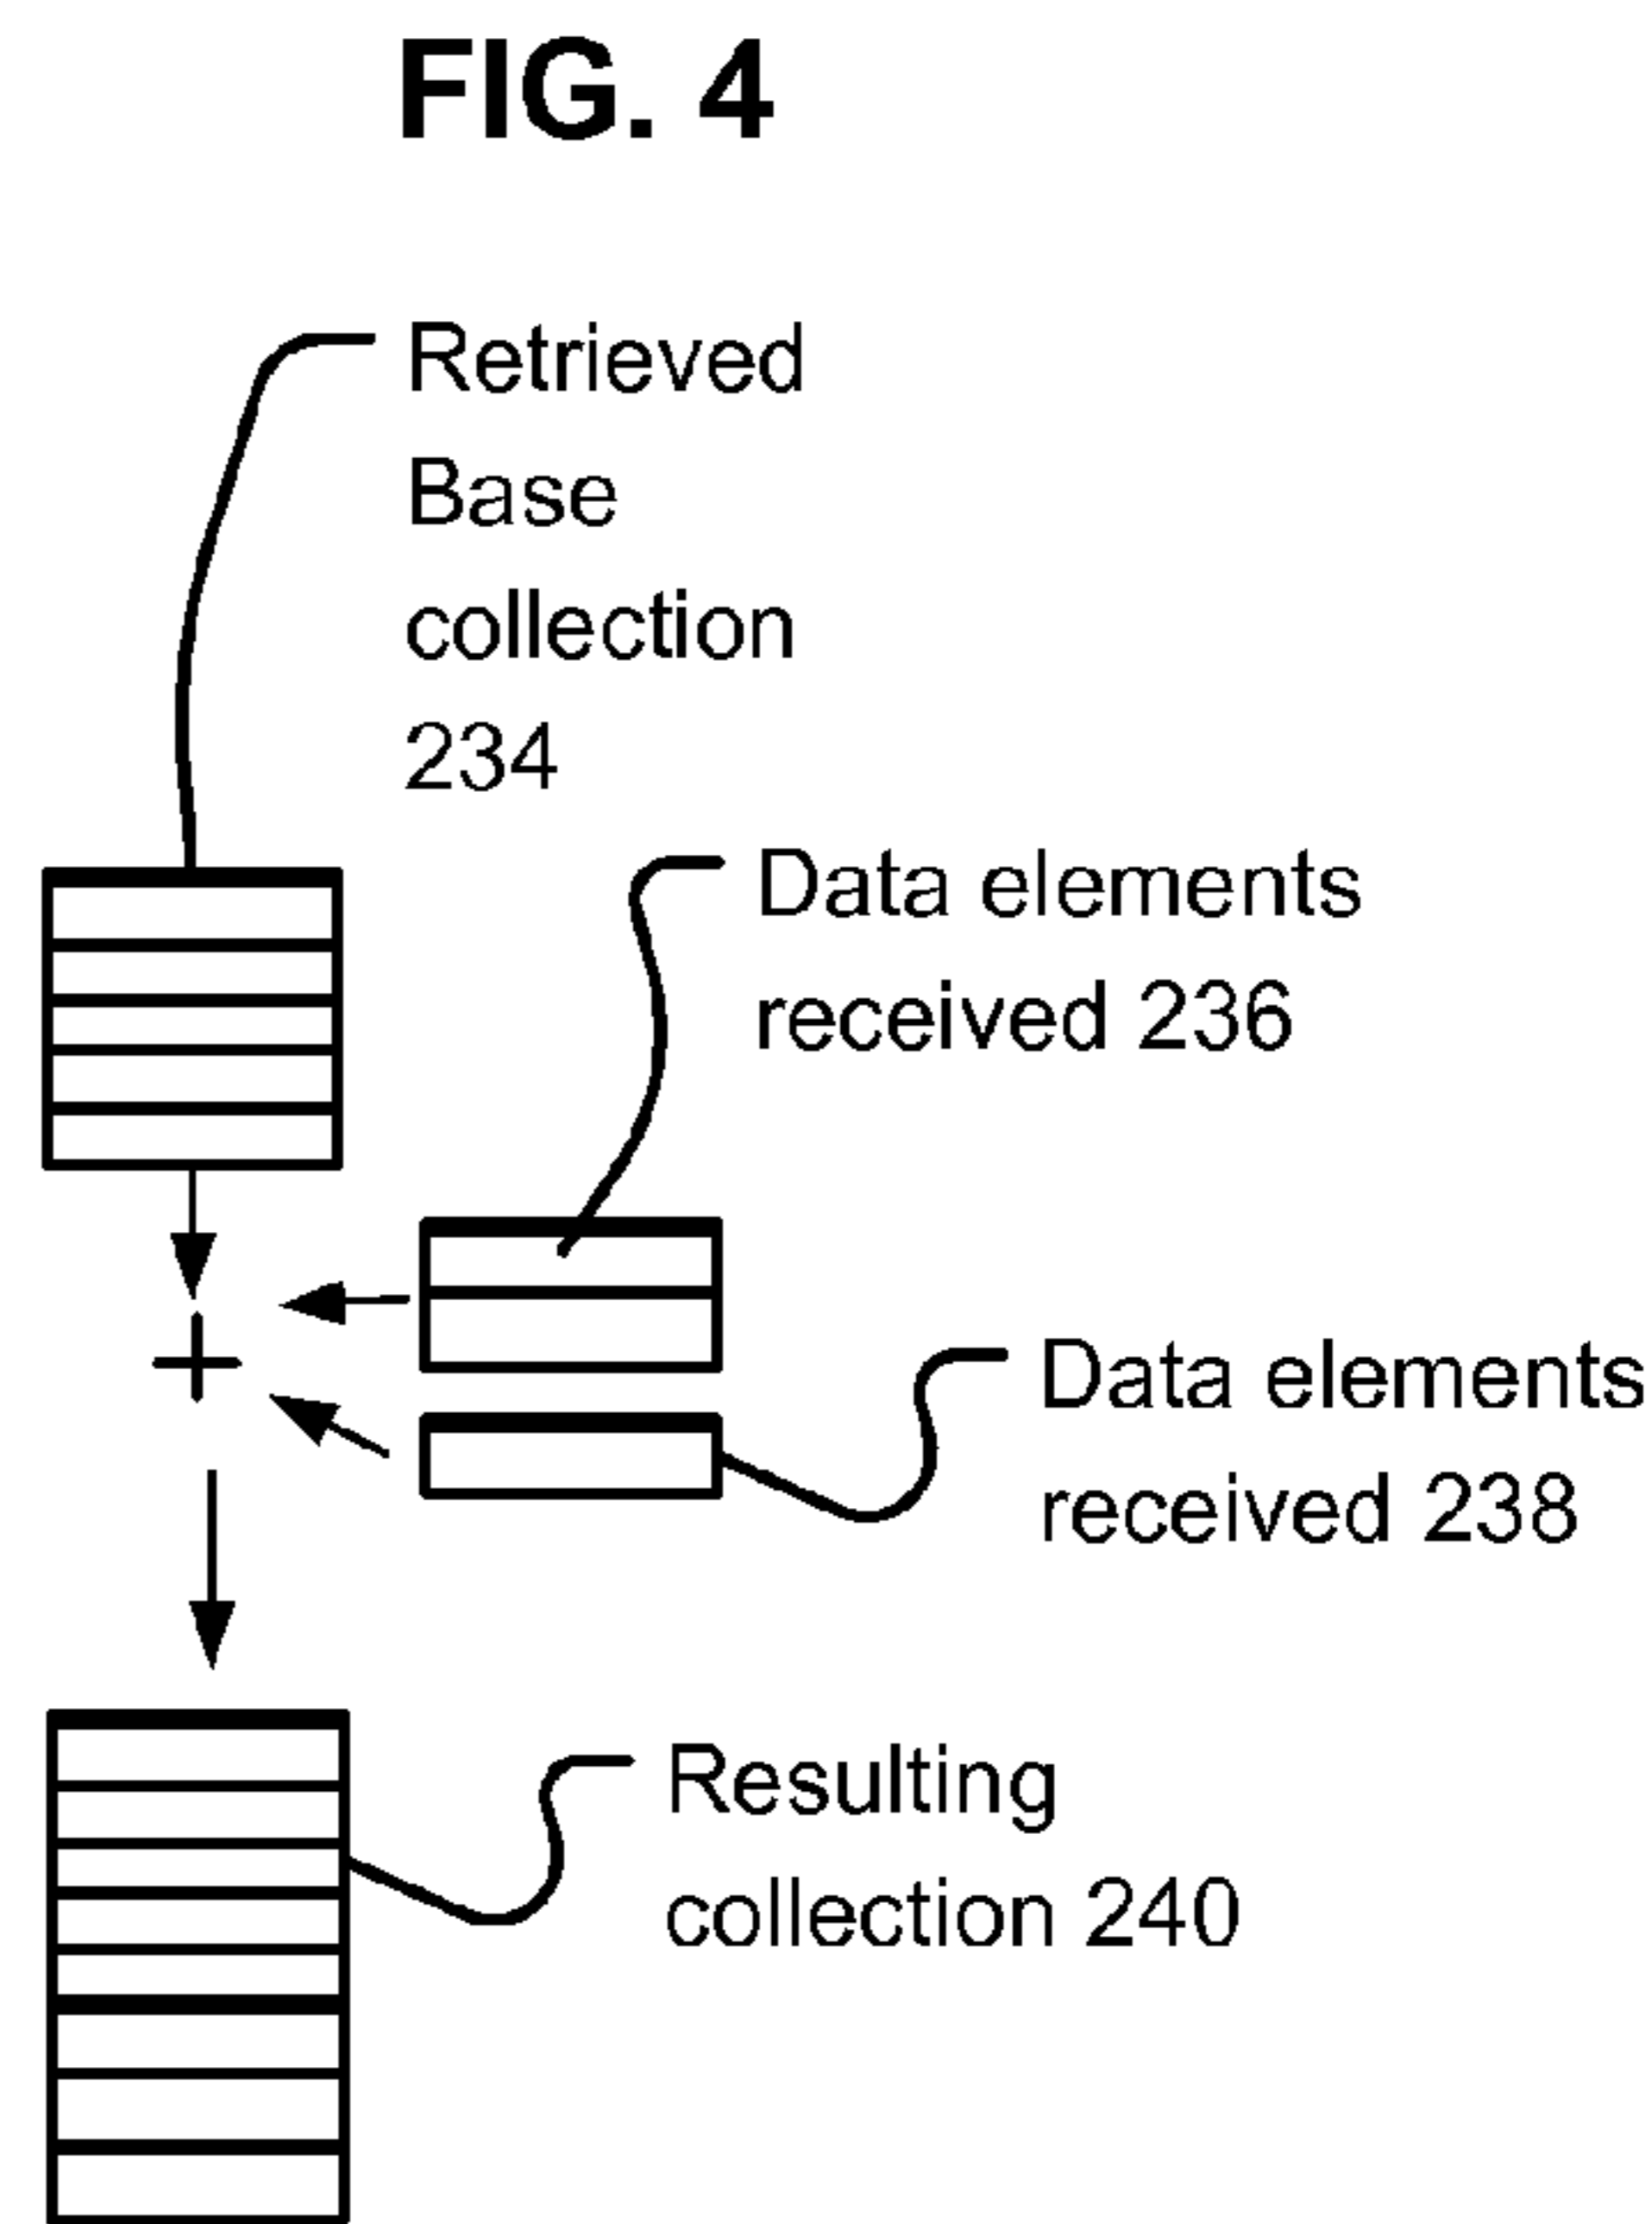 FIG. 4
Retrieved
Base
collection
234
Data elements
received 236
Data elements
received 238
Resulting
collection 240